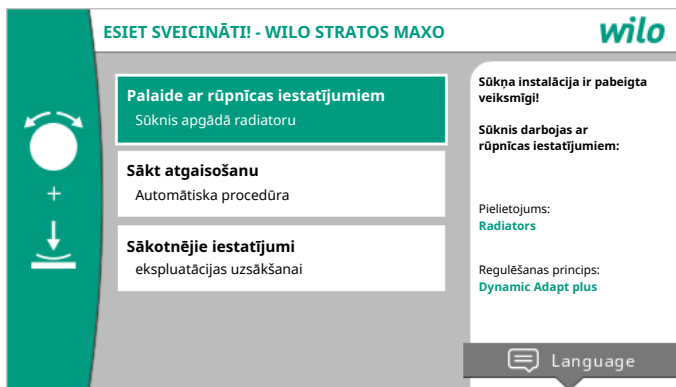 ESIET SVEICINĀTI! - WILO STRATOS MAXO
wilo
Palaide ar rūpnīcas iestatījumiem
Sūknis apgādā radiatoru
Sākt atgaisošanu
Automātiska procedūra
Sākotnējie iestatījumi
ekspluatācijas uzsākšanai
+
Sūkņa instalācija ir pabeigta
veiksmīgi!
Sūknis darbojas ar
rūpnīcas iestatījumiem:
Pielietojums:
Radiators
Regulēšanas princips:
Dynamic Adapt plus
Language